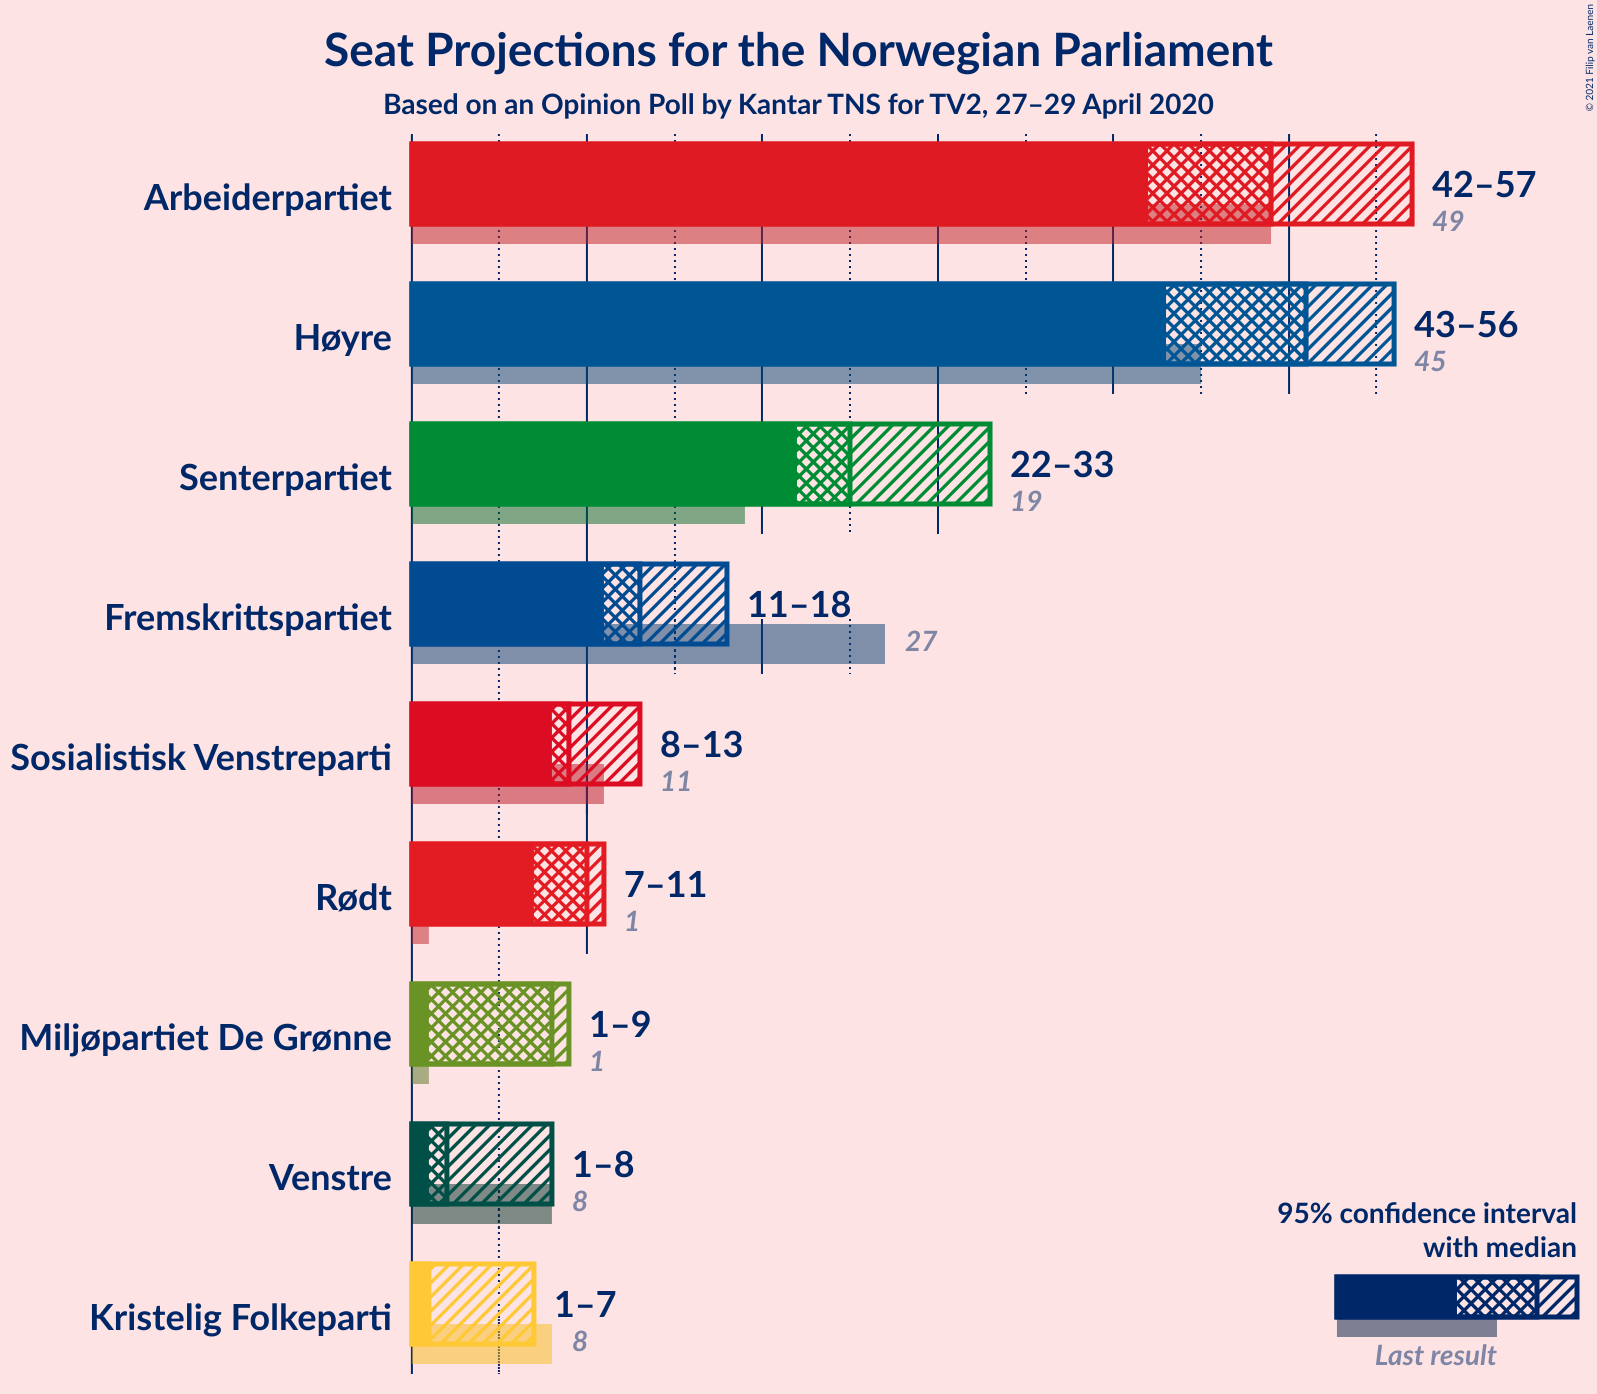 Seat Projections for the Norwegian Parliament
Based on an Opinion Poll by Kantar TNS for TV2, 27–29 April 2020
© 2021 Filip van Laenen
Arbeiderpartiet
42–57
49
Høyre
43–56
45
Senterpartiet
22–33
19
Fremskrittspartiet
11–18
27
Sosialistisk Venstreparti
8–13
11
Rødt
7–11
1
Miljøpartiet De Grønne
1–9
1
Venstre
1–8
8
Kristelig Folkeparti
1–7
8
95% confidence interval
with median
Last result